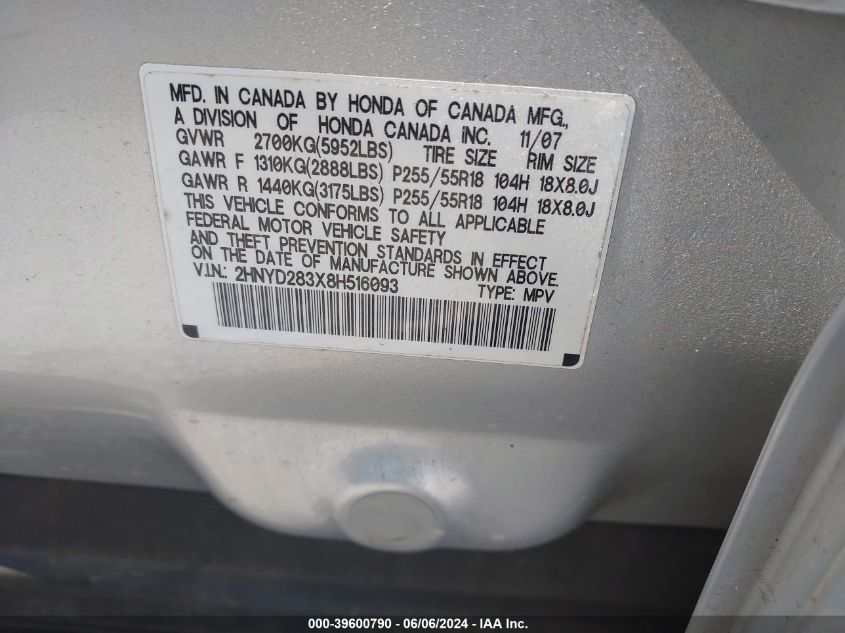 MFD. IN CANADA BY HONDA OF CANADA MFG.,
A DIVISION OF HONDA CANADA INC. 11/07
GVWR 2700KG(5952LBS) TIRE SIZE RIM SIZE
GAWR F 1310KG(2888LBS) P255/55R18 104H 18X8.0J
GAWR R 1440KG(3175LBS) P255/55R18 104H 18X8.0J
THIS VEHICLE CONFORMS TO ALL APPLICABLE
FEDERAL MOTOR VEHICLE SAFETY
AND THEFT PREVENTION STANDARDS IN EFFECT
ON THE DATE OF MANUFACTURE SHOWN ABOVE.
V.I.N.: 2HNYD283X8H516093 TYPE: MPV
000-39600790 - 06/06/2024 - IAA Inc.